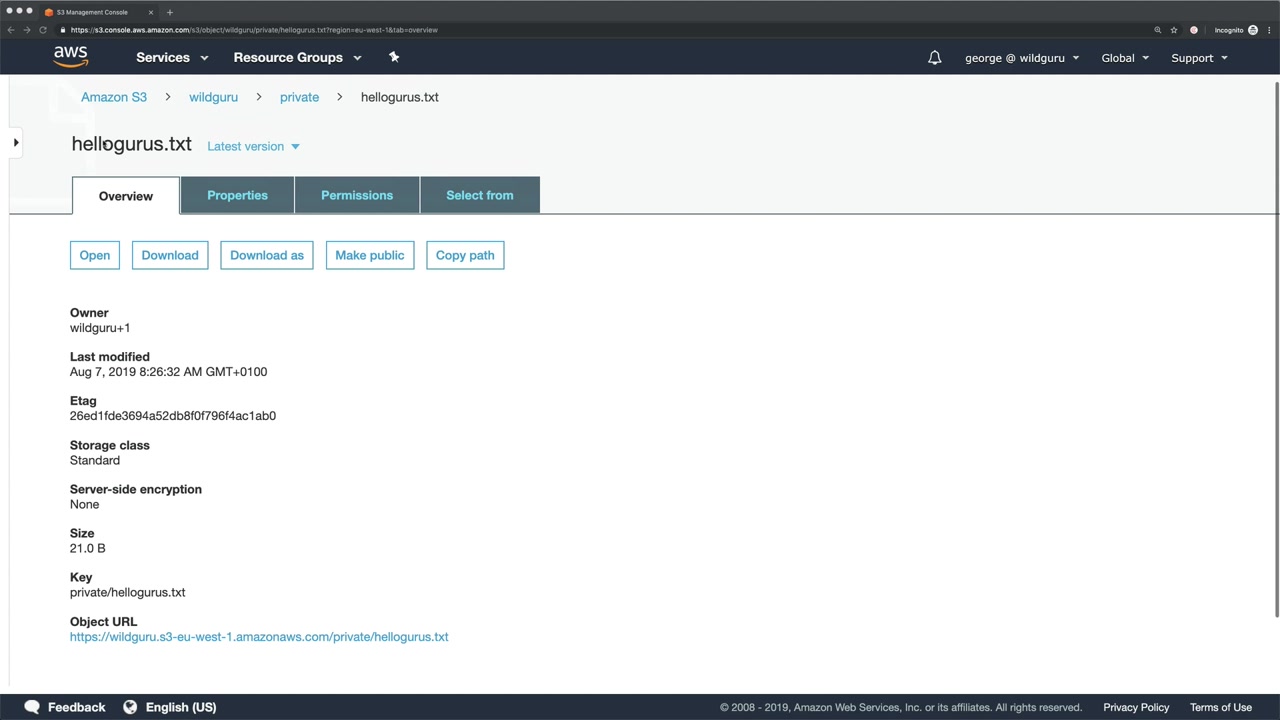 S3 Management Console
https://s3.console.aws.amazon.com/s3/object/wildguru/private/hellogurus.txt?region=eu-west-1&tab=overview
Incognito
aws
Services
Resource Groups
george @ wildguru
Global
Support
Amazon S3
wildguru
private
hellogurus.txt
hellogurus.txt
Latest version
Overview
Properties
Permissions
Select from
Open
Download
Download as
Make public
Copy path
Owner
wildguru+1
Last modified
Aug 7, 2019 8:26:32 AM GMT+0100
Etag
26ed1fde3694a52db8f0f796f4ac1ab0
Storage class
Standard
Server-side encryption
None
Size
21.0 B
Key
private/hellogurus.txt
Object URL
https://wildguru.s3-eu-west-1.amazonaws.com/private/hellogurus.txt
Feedback
English (US)
© 2008 - 2019, Amazon Web Services, Inc. or its affiliates. All rights reserved.
Privacy Policy
Terms of Use